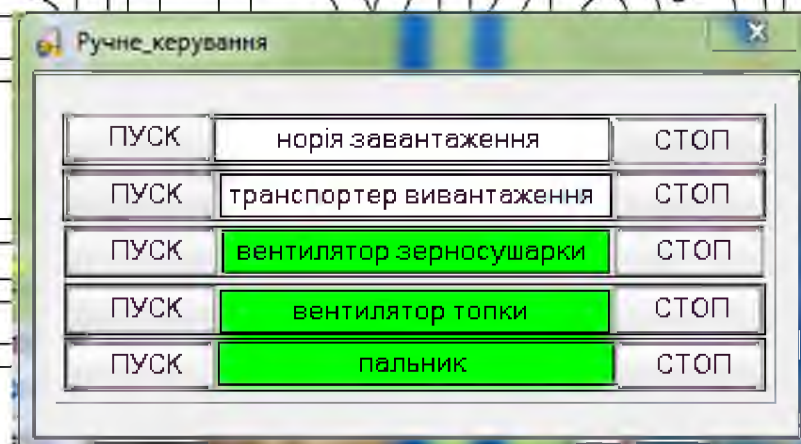 Ручне_керування
ПУСК норія завантаження СТОП
ПУСК транспортер вивантаження СТОП
ПУСК вентилятор зерносушарки СТОП
ПУСК вентилятор топки СТОП
ПУСК пальник СТОП